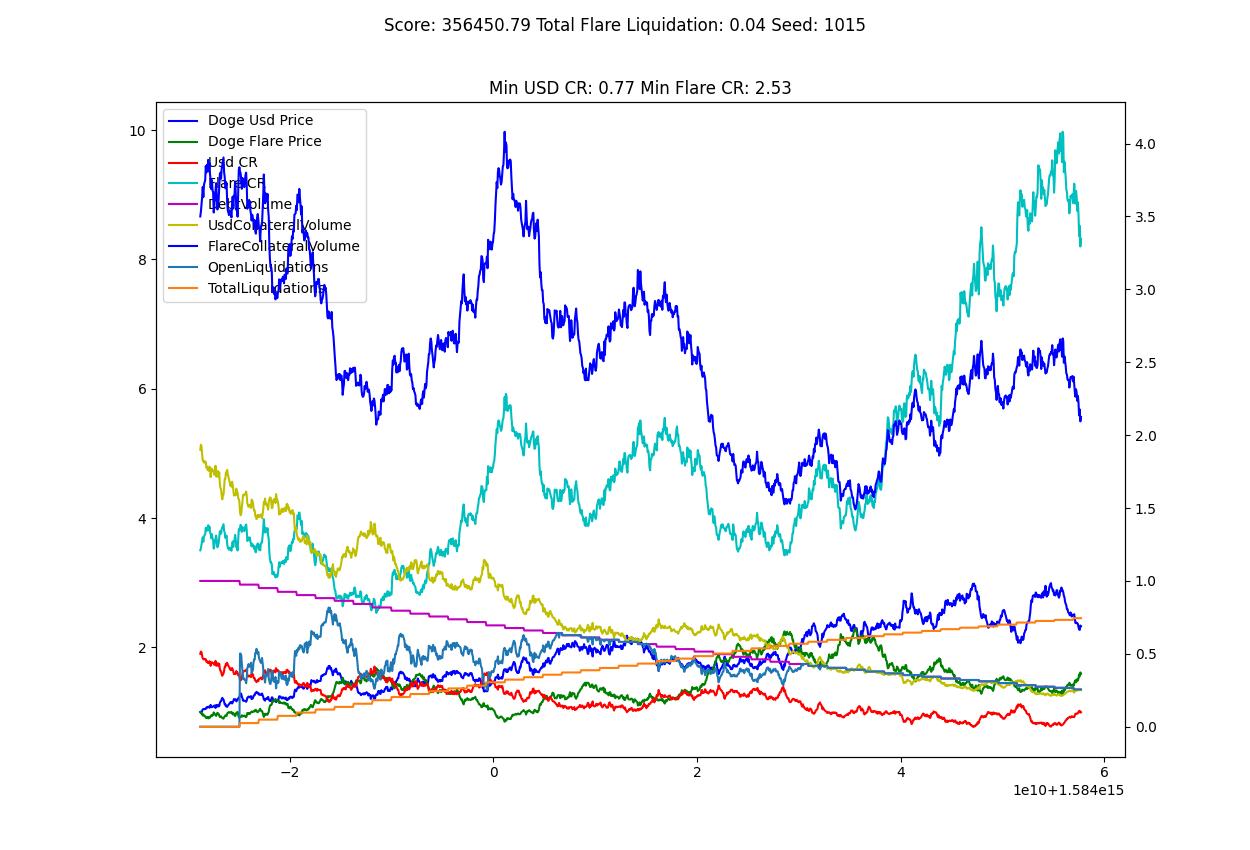 Score: 356450.79 Total Flare Liquidation: 0.04 Seed: 1015
Min USD CR: 0.77 Min Flare CR: 2.53
Doge Usd Price
Doge Flare Price
Usd CR
Flare CR
DebtVolume
UsdCollateralVolume
FlareCollateralVolume
OpenLiquidations
TotalLiquidations
10
8
6
4
2
4.0
3.5
3.0
2.5
2.0
1.5
1.0
0.5
0.0
−2
0
2
4
6
1e10+1.584e15